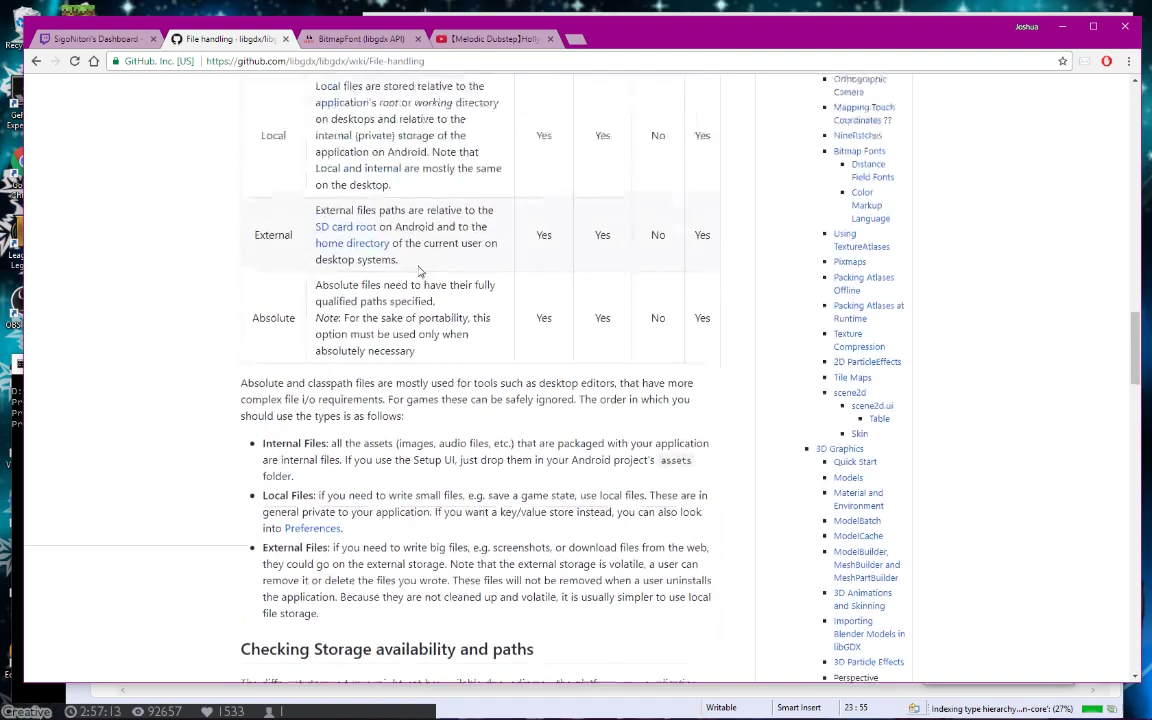 Joshua
SigoNitori's Dashboard -
File handling · libgdx/lib
BitmapFont (libgdx API)
【Melodic Dubstep】Holly
GitHub, Inc. [US]
https://github.com/libgdx/libgdx/wiki/File-handling
Local
Local files are stored relative to the
application's root or working directory
on desktops and relative to the
internal (private) storage of the
application on Android. Note that
Local and internal are mostly the same
on the desktop.
Yes Yes No Yes
External
External files paths are relative to the
SD card root on Android and to the
home directory of the current user on
desktop systems.
Yes Yes No Yes
Absolute
Absolute files need to have their fully
qualified paths specified.
Note: For the sake of portability, this
option must be used only when
absolutely necessary
Yes Yes No Yes
Absolute and classpath files are mostly used for tools such as desktop editors, that have more
complex file i/o requirements. For games these can be safely ignored. The order in which you
should use the types is as follows:
Internal Files: all the assets (images, audio files, etc.) that are packaged with your application
are internal files. If you use the Setup UI, just drop them in your Android project's assets
folder.
Local Files: if you need to write small files, e.g. save a game state, use local files. These are in
general private to your application. If you want a key/value store instead, you can also look
into Preferences.
External Files: if you need to write big files, e.g. screenshots, or download files from the web,
they could go on the external storage. Note that the external storage is volatile, a user can
remove it or delete the files you wrote. These files will not be removed when a user uninstalls
the application. Because they are not cleaned up and volatile, it is usually simpler to use local
file storage.
Checking Storage availability and paths
Orthographic
Camera
Mapping Touch
Coordinates ??
NinePatches
Bitmap Fonts
Distance
Field Fonts
Color
Markup
Language
Using
TextureAtlases
Pixmaps
Packing Atlases
Offline
Packing Atlases at
Runtime
Texture
Compression
2D ParticleEffects
Tile Maps
scene2d
scene2d.ui
Table
Skin
3D Graphics
Quick Start
Models
Material and
Environment
ModelBatch
ModelCache
ModelBuilder,
MeshBuilder and
MeshPartBuilder
3D Animations
and Skinning
Importing
Blender Models in
libGDX
3D Particle Effects
Perspective
Creative 2:57:13 92657 1533 1
Writable
Smart Insert
23 : 55
Indexing type hierarchy...n-core': (27%)